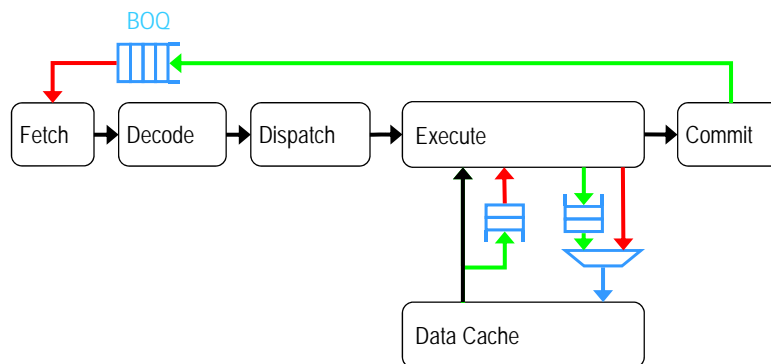 BOQ
Fetch
Decode
Dispatch
Execute
Commit
Data Cache